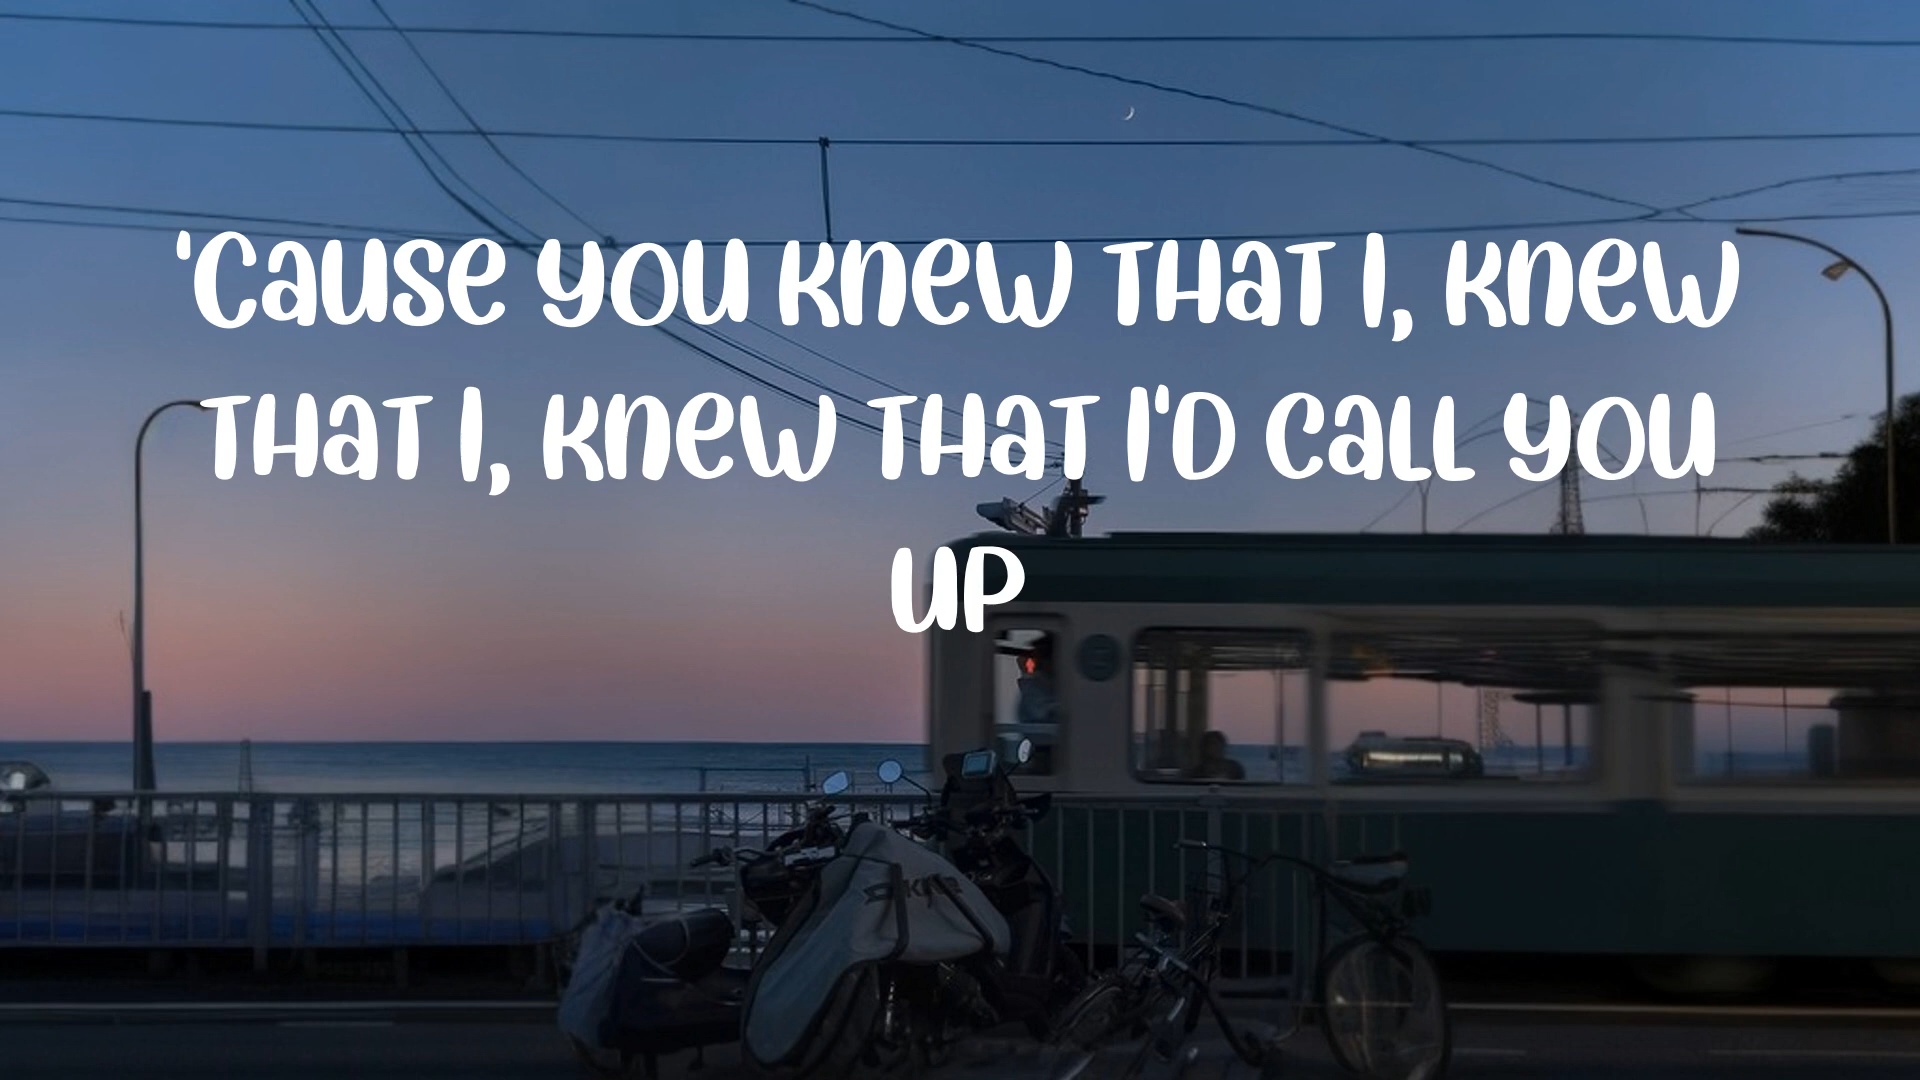 'Cause you knew that I, knew
that I, knew that I'd call you
up